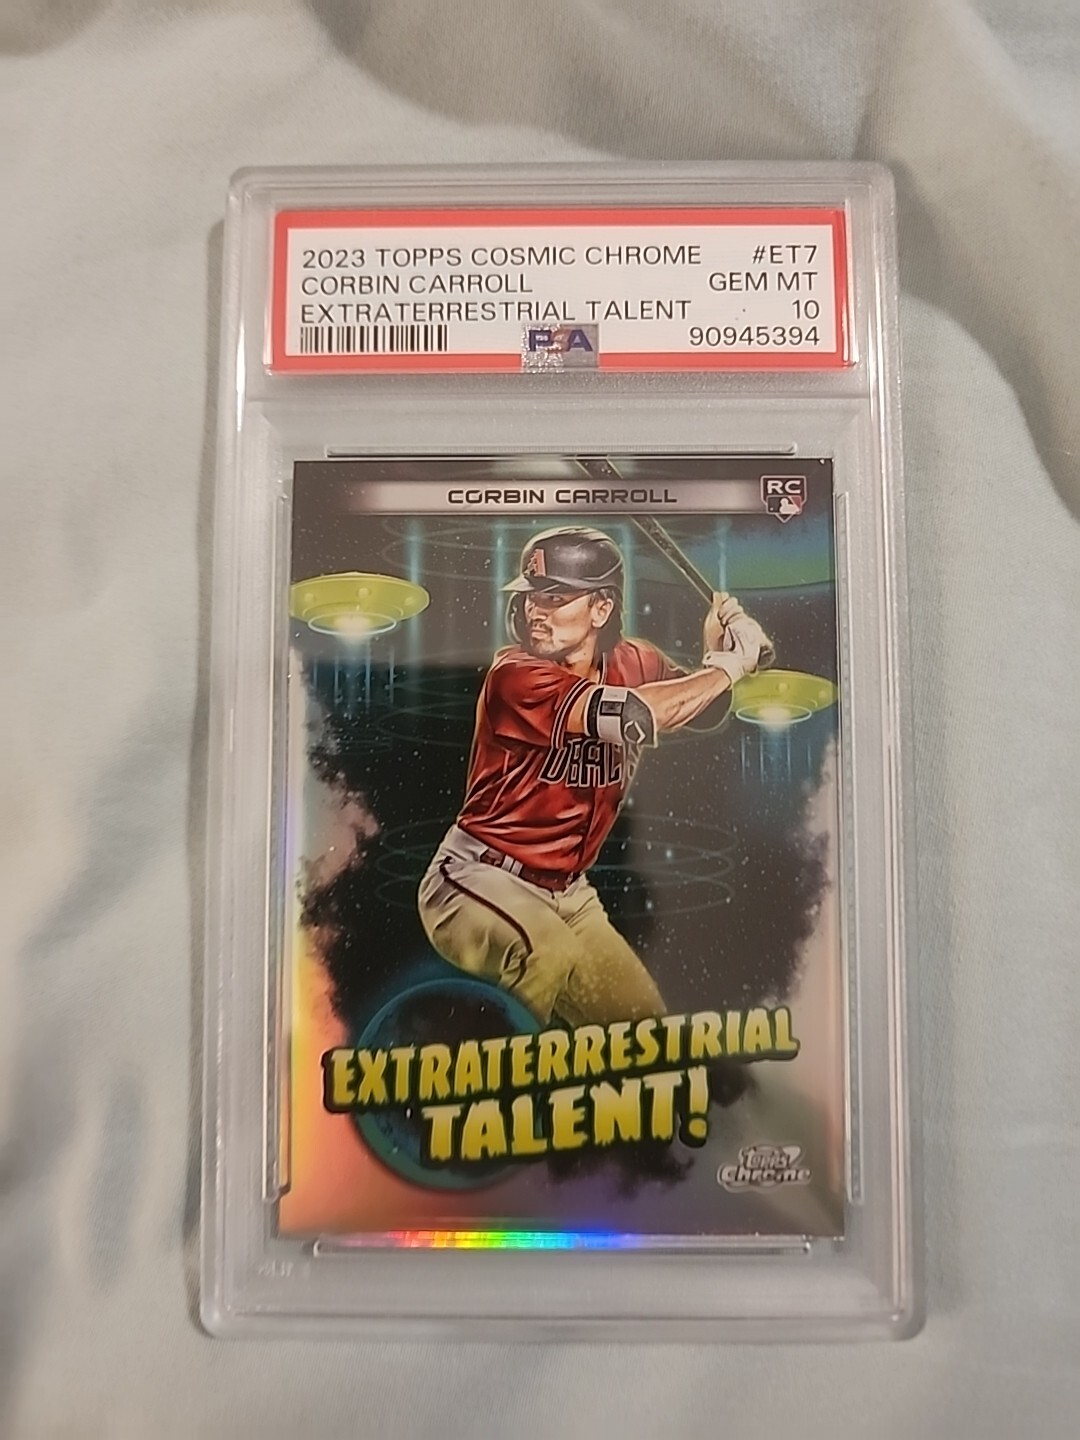 2023 TOPPS COSMIC CHROME #ET7
CORBIN CARROLL GEM MT
EXTRATERRESTRIAL TALENT 10
PSA 90945394
CORBIN CARROLL RC
A
DBAC
EXTRATERRESTRIAL
TALENT!
Topps
Chrome